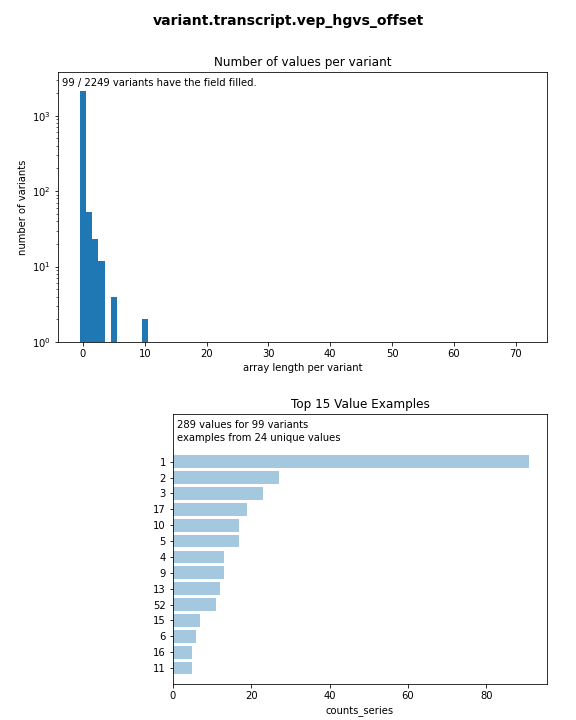 variant.transcript.vep_hgvs_offset
Number of values per variant
99 / 2249 variants have the field filled.
number of variants
10³
10²
10¹
10⁰
0 10 20 30 40 50 60 70
array length per variant
Top 15 Value Examples
289 values for 99 variants
examples from 24 unique values
1
2
3
17
10
5
4
9
13
52
15
6
16
11
0 20 40 60 80
counts_series